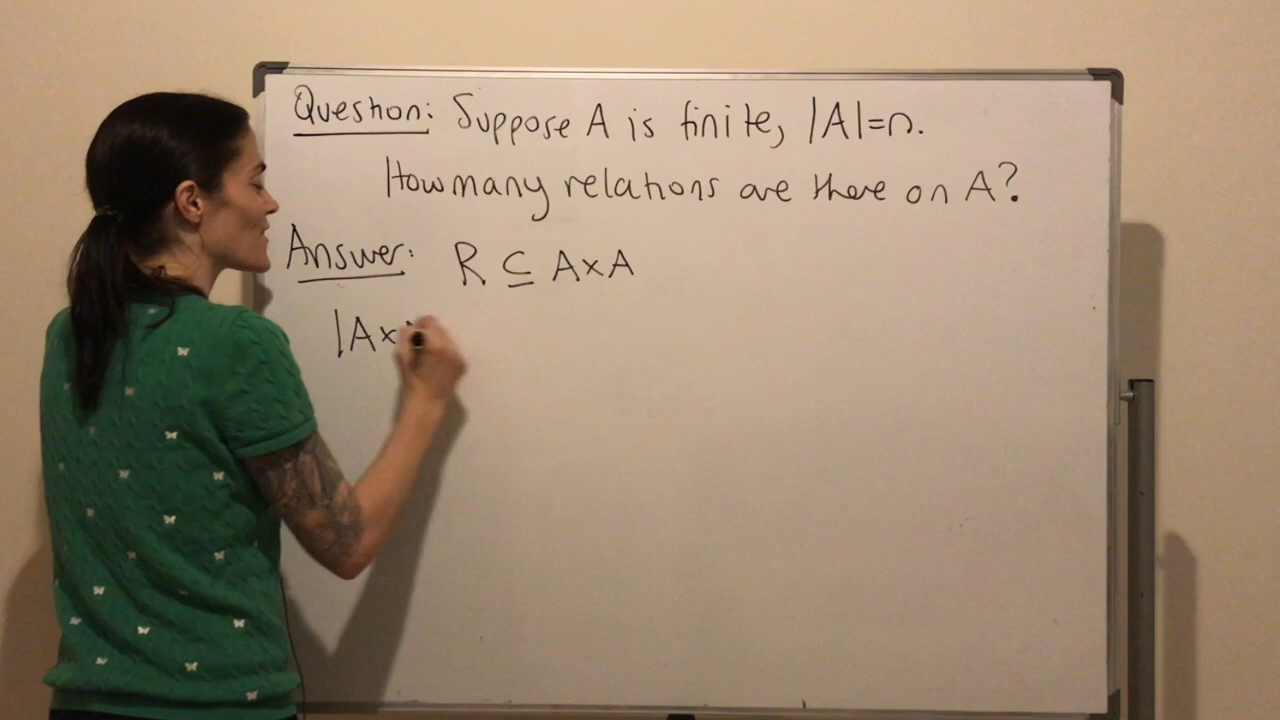 Question: Suppose A is finite, |A|=n.
How many relations are there on A?
Answer: R ⊆ A×A
|A×